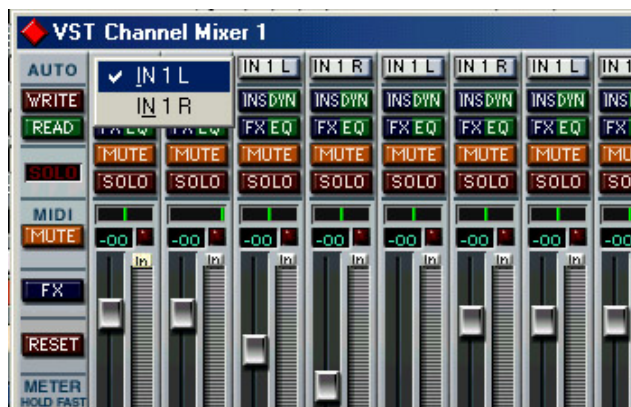 VST Channel Mixer 1
AUTO ✓ IN 1 L IN 1 L IN 1 R IN 1 L IN 1 R IN 1 L IN 1
WRITE IN 1 R INS DYN INS DYN INS DYN INS DYN INS DYN INS
READ FX EQ FX EQ FX EQ FX EQ FX EQ FX EQ FX EQ FX
MUTE MUTE MUTE MUTE MUTE MUTE MUTE MU
SOLO SOLO SOLO SOLO SOLO SOLO SOLO SOLO SO
MIDI
MUTE -00 -00 -00 -00 -00 -00 -00 -00
In In In In In In In
FX
RESET
METER
HOLD FAST